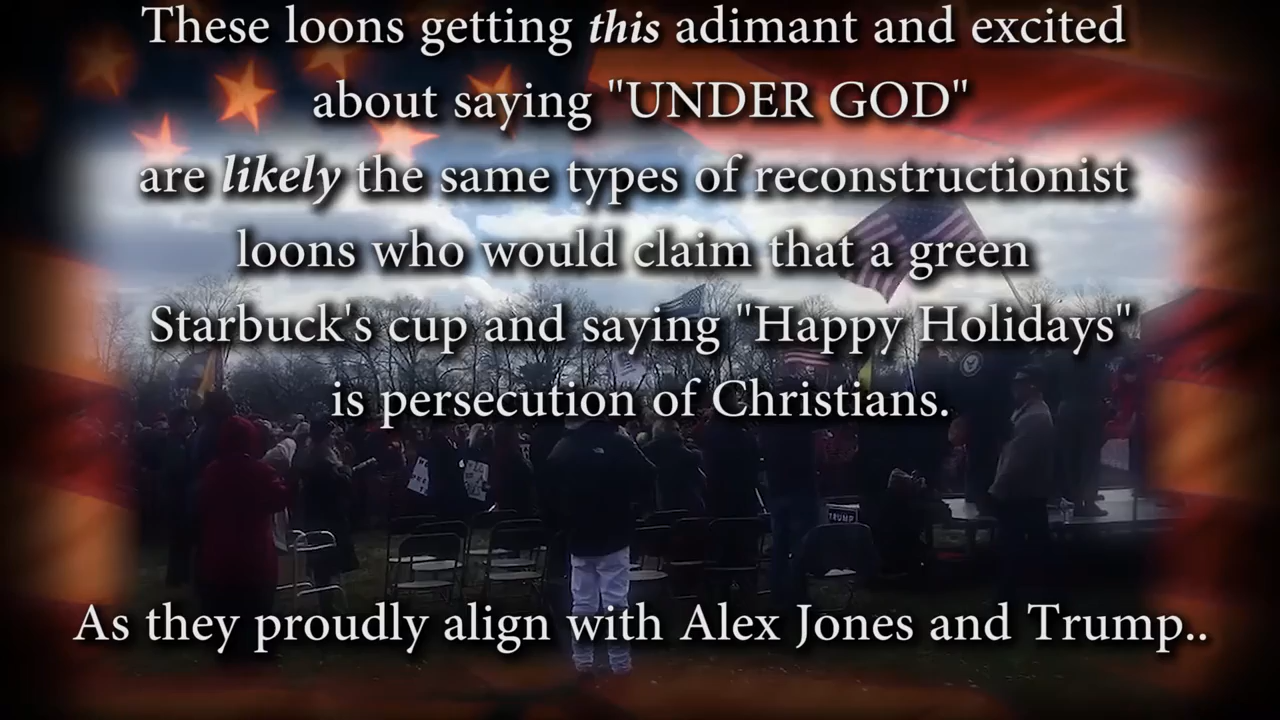 These loons getting this adimant and excited
about saying "UNDER GOD"
are likely the same types of reconstructionist
loons who would claim that a green
Starbuck's cup and saying "Happy Holidays"
is persecution of Christians.
TRUMP
As they proudly align with Alex Jones and Trump..